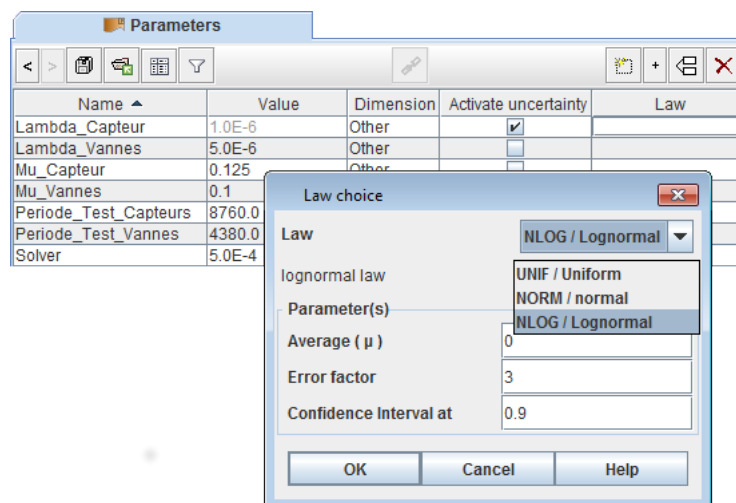 Parameters
< >
+
Name Value Dimension Activate uncertainty Law
Lambda_Capteur 1.0E-6 Other
Lambda_Vannes 5.0E-6 Other
Mu_Capteur 0.125 Other
Mu_Vannes 0.1
Periode_Test_Capteurs 8760.0
Periode_Test_Vannes 4380.0
Solver 5.0E-4
Law choice
Law NLOG / Lognormal
UNIF / Uniform
NORM / normal
NLOG / Lognormal
lognormal law
Parameter(s)
Average ( µ ) 0
Error factor 3
Confidence Interval at 0.9
OK Cancel Help